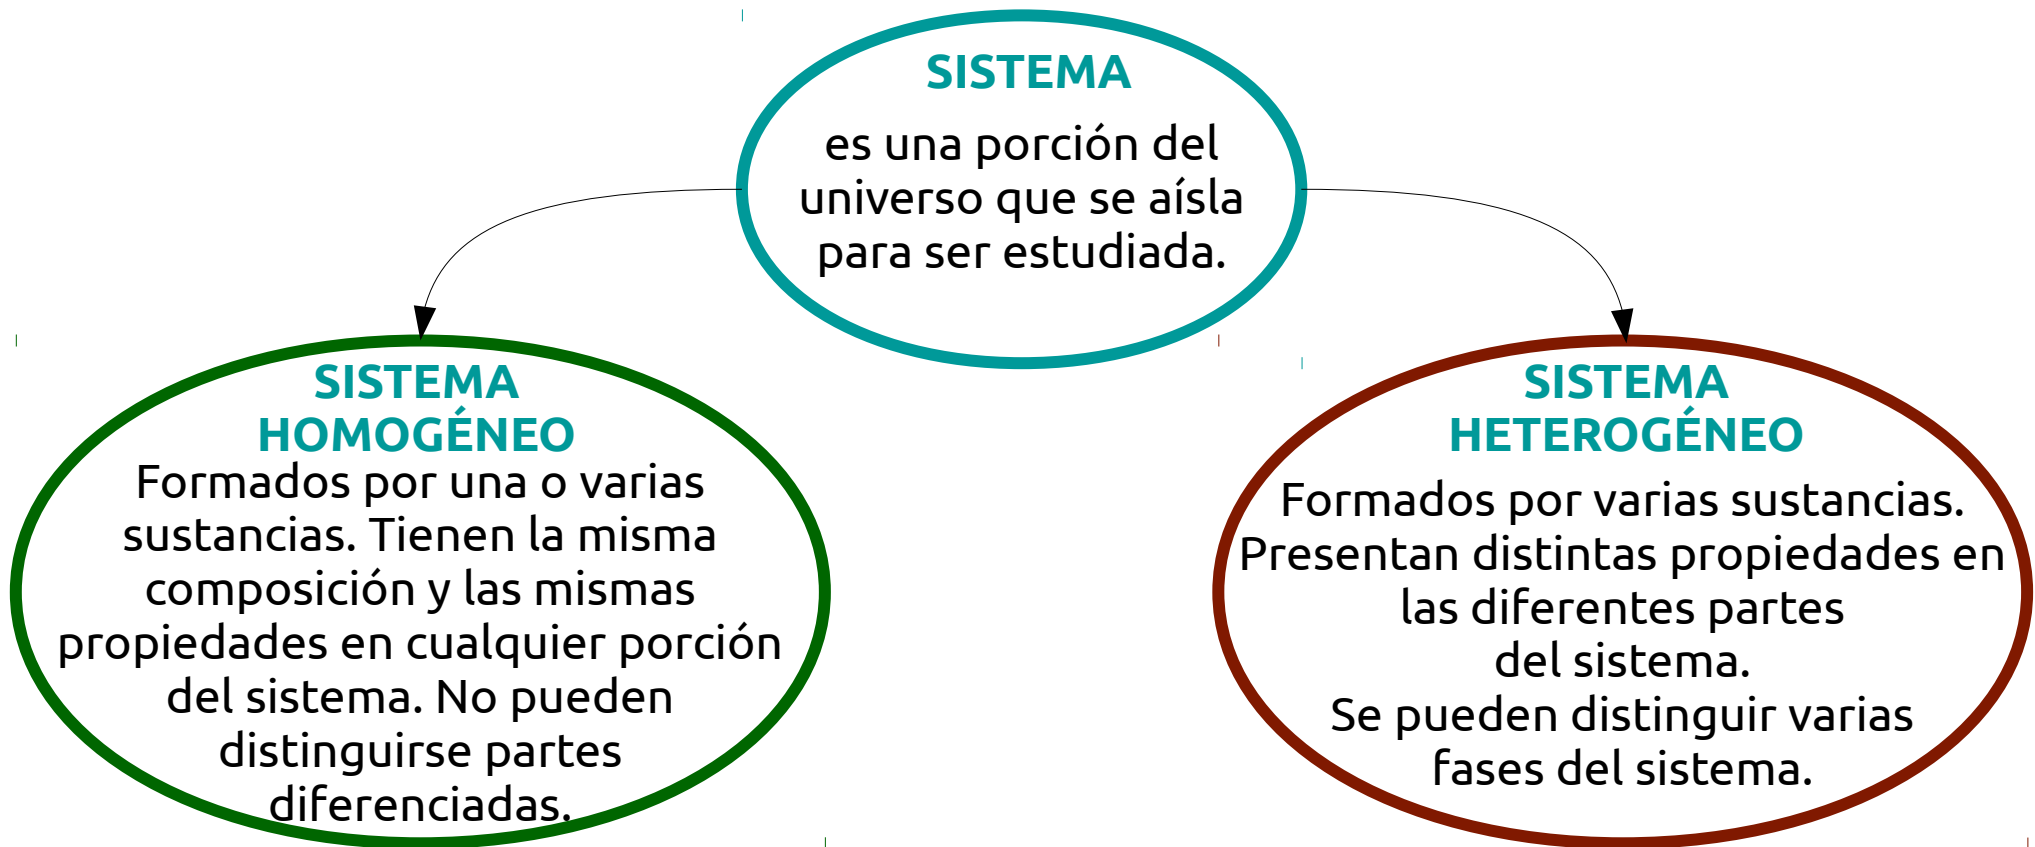 SISTEMA
es una porción del
universo que se aísla
para ser estudiada.
SISTEMA
HOMOGÉNEO
Formados por una o varias
sustancias. Tienen la misma
composición y las mismas
propiedades en cualquier porción
del sistema. No pueden
distinguirse partes
diferenciadas.
SISTEMA
HETEROGÉNEO
Formados por varias sustancias.
Presentan distintas propiedades en
las diferentes partes
del sistema.
Se pueden distinguir varias
fases del sistema.